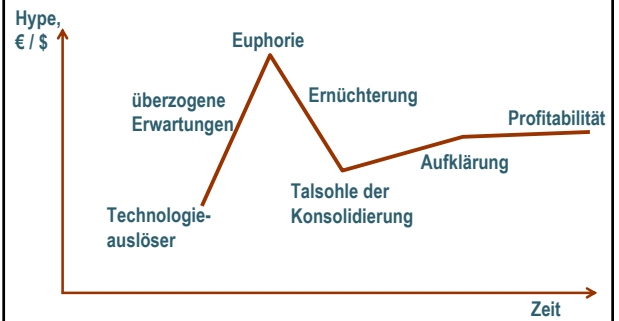 Hype,
€ / $
Euphorie
überzogene
Erwartungen
Ernüchterung
Profitabilität
Aufklärung
Talsohle der
Konsolidierung
Technologie-
auslöser
Zeit